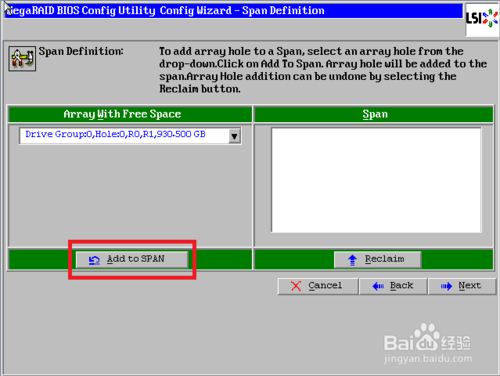 MegaRAID BIOS Config Utility Config Wizard - Span Definition
LSI
Span Definition:
To add array hole to a Span, select an array hole from the
drop-down.Click on Add To Span. Array hole will be added to the
span.Array Hole addition can be undone by selecting the
Reclaim button.
Array With Free Space
Span
Drive Group:0,Hole:0,R0,R1,930.500 GB
Add to SPAN
Reclaim
Cancel
Back
Next
Baidu经验
jingyan.baidu.com